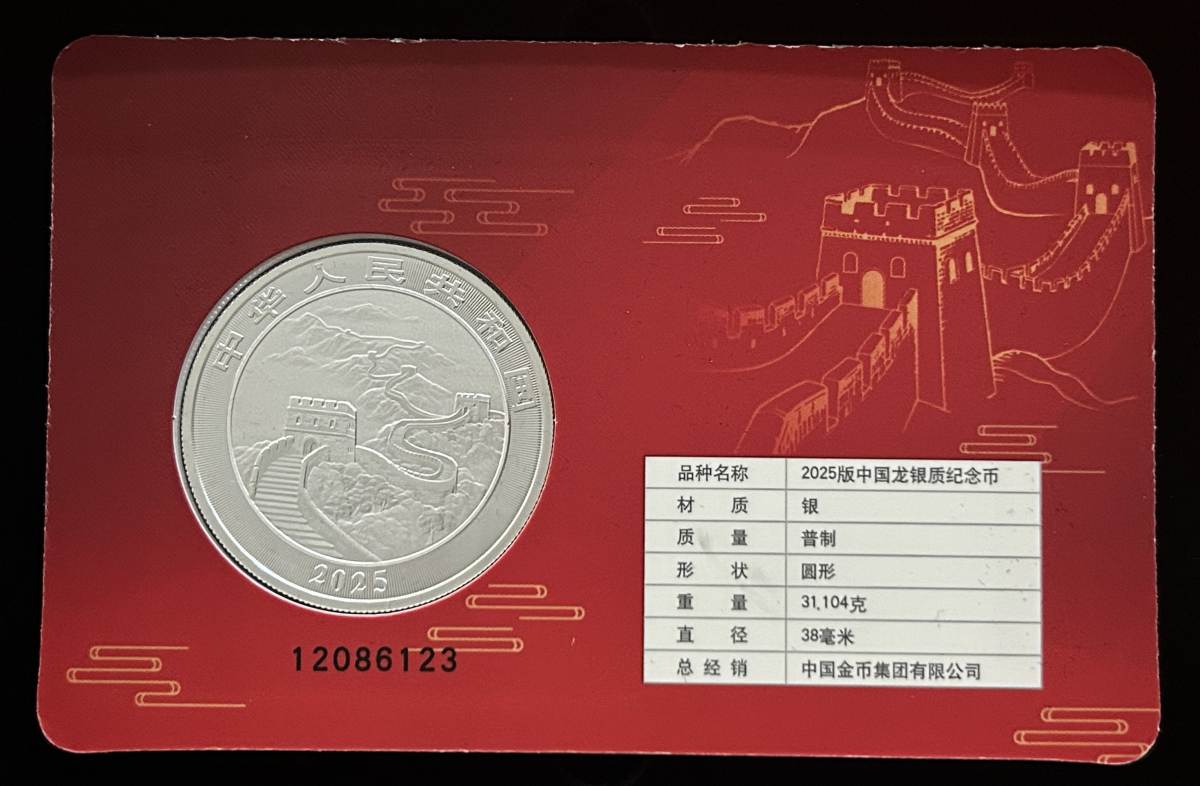 中华人民共和国
2025
12086123
品种名称 2025版中国龙银质纪念币
材 质 银
质 量 普制
形 状 圆形
重 量 31.104克
直 径 38毫米
总 经 销 中国金币集团有限公司